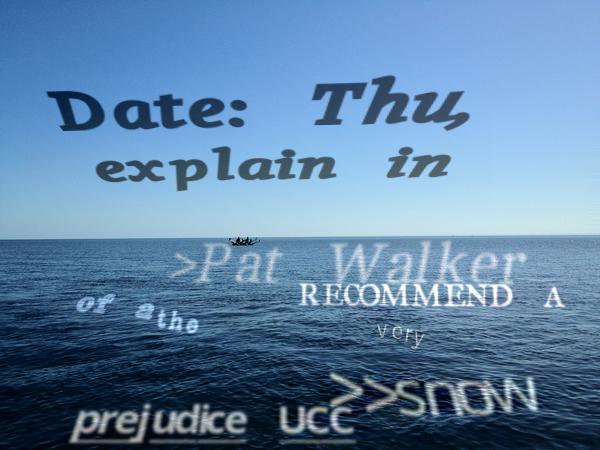 Date: Thu,
explain in
>Pat Walker
RECOMMEND A
of a the
very
>>snow
prejudice ucc